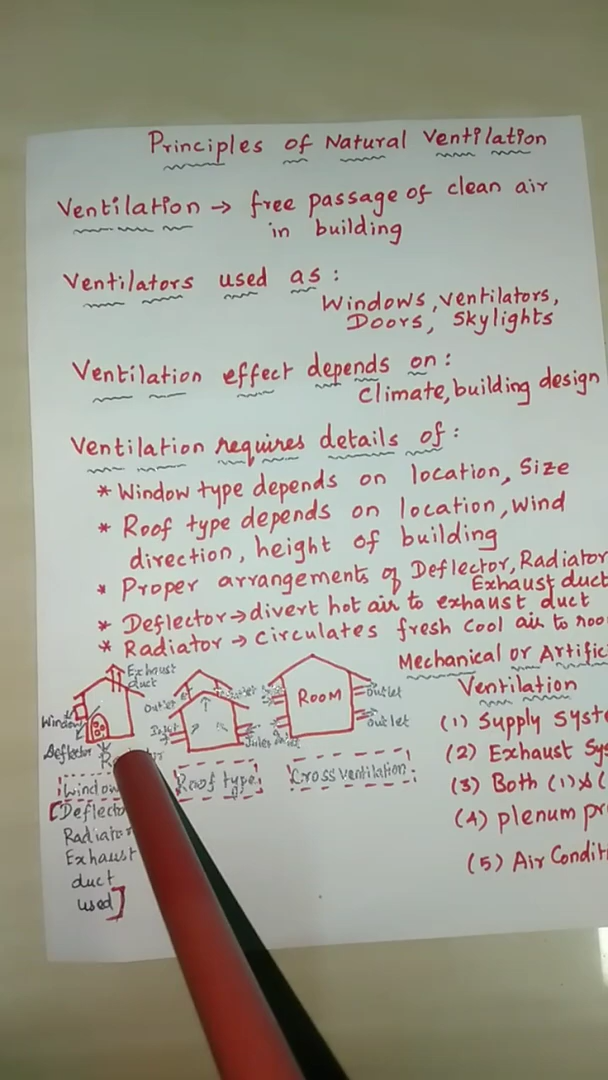 Principles of Natural Ventilation
Ventilation → free passage of clean air
in building
Ventilators used as:
Windows, ventilators,
Doors, Skylights
Ventilation effect depends on:
Climate, building design
Ventilation requires details of:
* Window type depends on location, Size
* Roof type depends on location, wind
direction, height of building
* Proper arrangements of Deflector, Radiator
Exhaust duct
* Deflector → divert hot air to exhaust duct
* Radiator → circulates fresh cool air to
Mechanical or
Ventilation
(1) Supply
(2) Exhaust
(3) Both (1) &
(4) plenum
(5) Air
Exhaust
duct
Window
Deflector
Outlet
Inlet
ROOM
Outlet
Outlet
Window
Roof type
Cross ventilation
[Deflector
Radiator
Exhaust
duct
used]